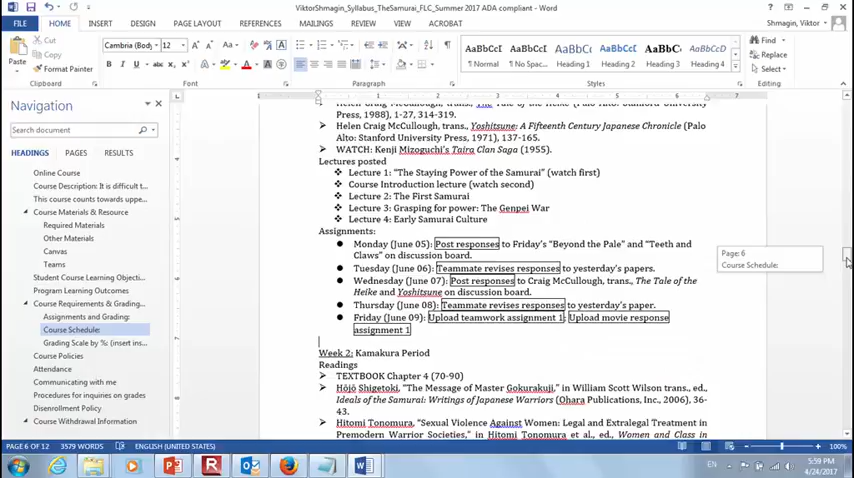 ViktorShmagin_Syllabus_TheSamurai_FLC_Summer 2017 ADA compliant - Word
FILE HOME INSERT DESIGN PAGE LAYOUT REFERENCES MAILINGS REVIEW VIEW ACROBAT Shmagin, Viktor
Cut
Copy
Format Painter
Paste
Cambria (Body) 12
AaBbCcI AaBbCcI AaBbCcI AaBbCcI AaBbCc AaBbCcI
Normal No Spac... Heading 1 Heading 2 Heading 3 Heading 4
Find
Replace
Select
Clipboard Font Paragraph Styles Editing
Navigation
Search document
HEADINGS PAGES RESULTS
Online Course
Course Description: It is difficult t...
This course counts towards uppe...
Course Materials & Resource
Required Materials
Other Materials
Canvas
Teams
Student Course Learning Objecti...
Program Learning Outcomes
Course Requirements & Grading...
Assignments and Grading:
Course Schedule:
Grading Scale by %: (insert ins...
Course Policies
Attendance
Communicating with me
Procedures for inquiries on grades
Disenrollment Policy
Course Withdrawal Information
Helen Craig McCullough, trans., The Tale of the Heike (Palo Alto: Stanford University
Press, 1988), 1-27, 314-319.
➢ Helen Craig McCullough, trans., Yoshitsune: A Fifteenth Century Japanese Chronicle (Palo
Alto: Stanford University Press, 1971), 137-165.
➢ WATCH: Kenji Mizoguchi's Taira Clan Saga (1955).
Lectures posted
❖ Lecture 1: "The Staying Power of the Samurai" (watch first)
❖ Course Introduction lecture (watch second)
❖ Lecture 2: The First Samurai
❖ Lecture 3: Grasping for power: The Genpei War
❖ Lecture 4: Early Samurai Culture
Assignments:
● Monday (June 05): Post responses to Friday's "Beyond the Pale" and "Teeth and
Claws" on discussion board.
● Tuesday (June 06): Teammate revises responses to yesterday's papers.
● Wednesday (June 07): Post responses to Craig McCullough, trans., The Tale of the
Heike and Yoshitsune on discussion board.
● Thursday (June 08): Teammate revises responses to yesterday's paper.
● Friday (June 09): Upload teamwork assignment 1; Upload movie response
assignment 1
Week 2: Kamakura Period
Readings
➢ TEXTBOOK Chapter 4 (70-90)
➢ Hōjō Shigetoki, "The Message of Master Gokurakuji," in William Scott Wilson trans., ed.,
Ideals of the Samurai: Writings of Japanese Warriors (Ohara Publications, Inc., 2006), 36-
43.
➢ Hitomi Tonomura, "Sexual Violence Against Women: Legal and Extralegal Treatment in
Premodern Warrior Societies," in Hitomi Tonomura et al., ed., Women and Class in
Page: 6
Course Schedule:
PAGE 6 OF 12 3579 WORDS ENGLISH (UNITED STATES) 100%
EN 5:59 PM
4/24/2017